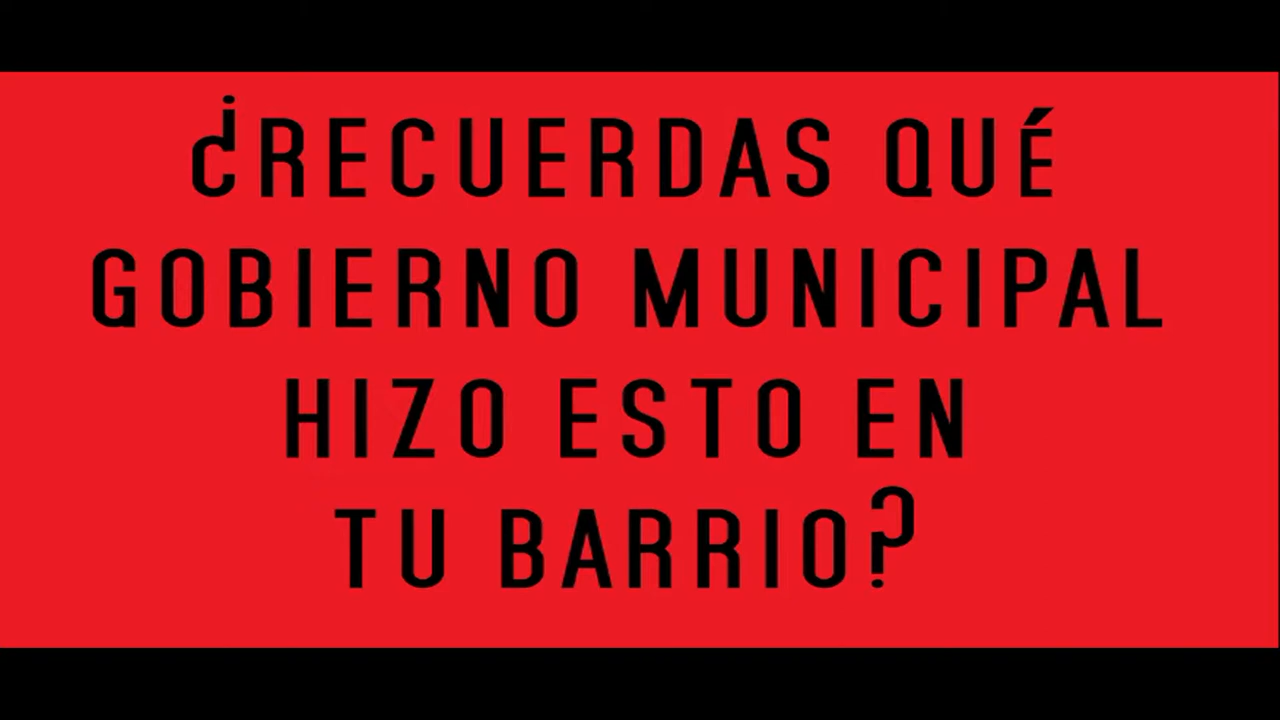 ¿RECUERDAS QUÉ
GOBIERNO MUNICIPAL
HIZO ESTO EN
TU BARRIO?